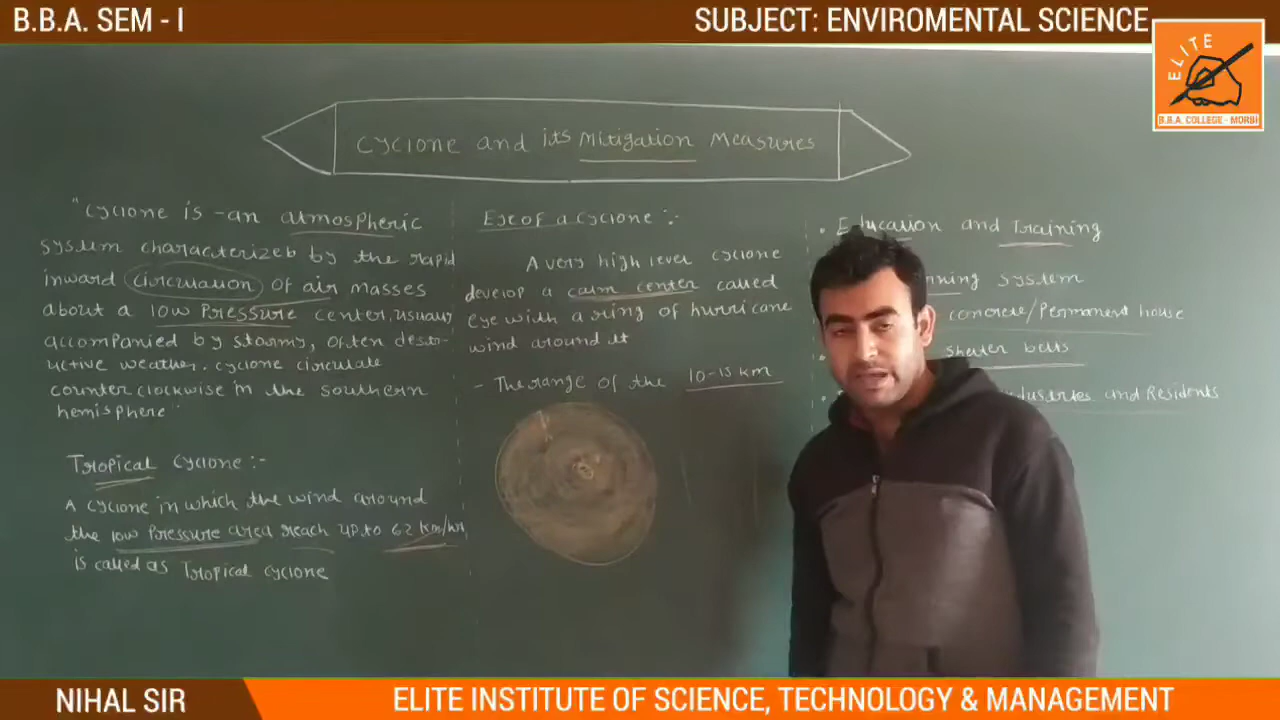 B.B.A. SEM - I
SUBJECT: ENVIROMENTAL SCIENCE
ELITE
B.B.A. COLLEGE - MORBI
Cyclone and its Mitigation Measures
"Cyclone is -an atmospheric
system characterized by the rapid
inward circulation of air masses
about a low Pressure center, usually
accompanied by stormy, often destr-
uctive weather. cyclone circulate
counter clockwise in the southern
hemisphere"
Tropical cyclone :-
A cyclone in which the wind around
the low Pressure area reach up to 62 km/hr,
is called as Tropical cyclone
Eye of a cyclone :-
A very high level cyclone
develop a calm center called
eye with a ring of hurricane
wind around it
- The range of the 10-15 km
• Education and Training
system
concrete/Permanent house
shelter belts
and Residents
NIHAL SIR
ELITE INSTITUTE OF SCIENCE, TECHNOLOGY & MANAGEMENT